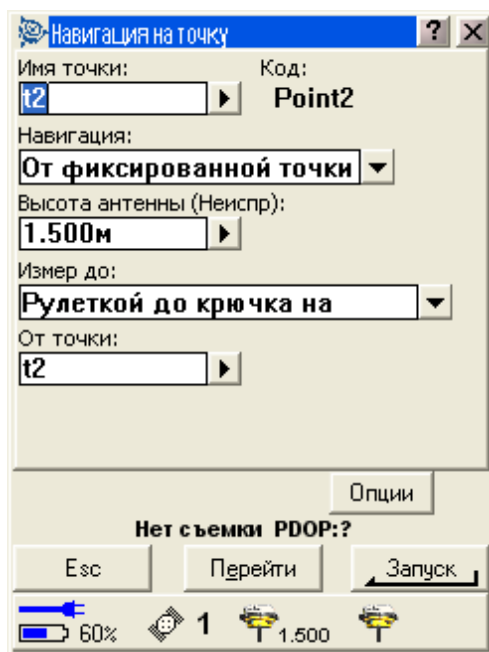 Навигация на точку ? X
Имя точки: Код:
t2 Point2
Навигация:
От фиксированной точки
Высота антенны (Неиспр):
1.500м
Измер до:
Рулеткой до крючка на
От точки:
t2
Опции
Нет съемки PDOP:?
Esc Перейти Запуск
60% 1 1.500